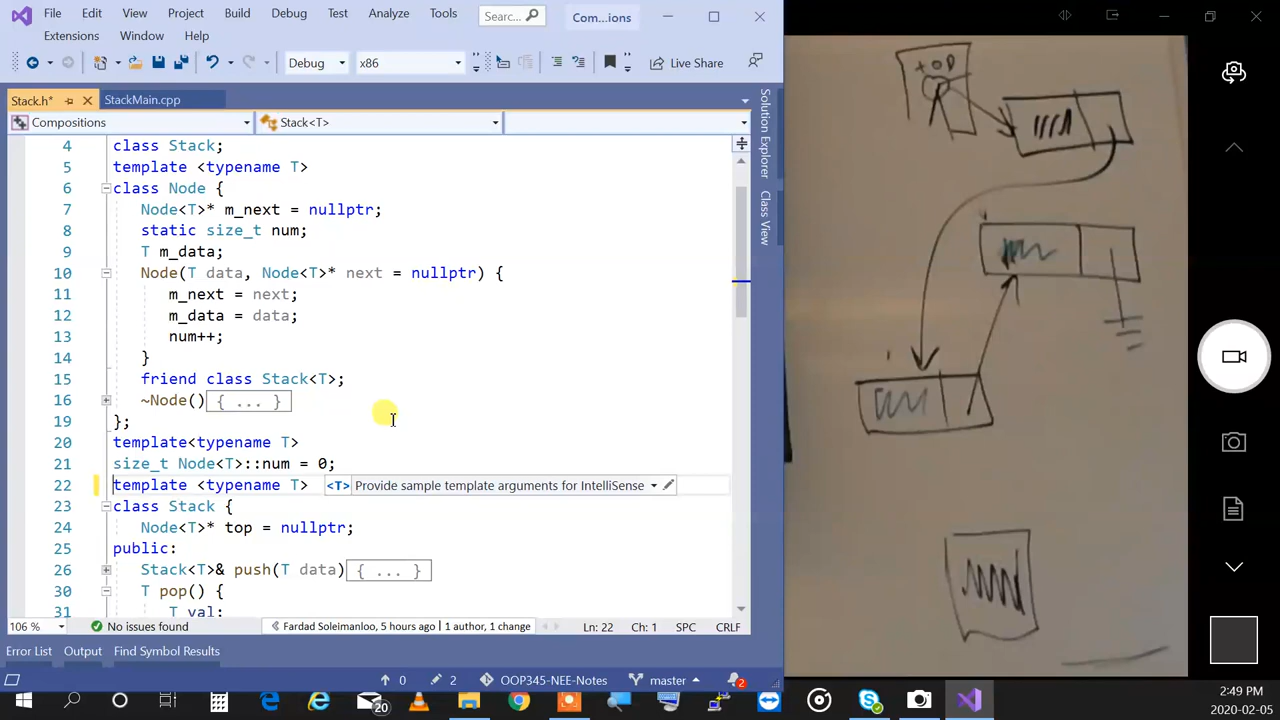 File Edit View Project Build Debug Test Analyze Tools Sear... Com...ions
Extensions Window Help
Debug x86 Live Share
Stack.h* StackMain.cpp
Compositions Stack<T>
4 class Stack;
5 template <typename T>
6 class Node {
7 Node<T>* m_next = nullptr;
8 static size_t num;
9 T m_data;
10 Node(T data, Node<T>* next = nullptr) {
11 m_next = next;
12 m_data = data;
13 num++;
14 }
15 friend class Stack<T>;
16 ~Node(){ ... }
19 };
20 template<typename T>
21 size_t Node<T>::num = 0;
22 template <typename T> <T> Provide sample template arguments for IntelliSense
23 class Stack {
24 Node<T>* top = nullptr;
25 public:
26 Stack<T>& push(T data){ ... }
30 T pop() {
31 T val;
106 % No issues found Fardad Soleimanloo, 5 hours ago | 1 author, 1 change Ln: 22 Ch: 1 SPC CRLF
Error List Output Find Symbol Results
0 2 OOP345-NEE-Notes master 2
Solution Explorer
Class View
top
20
2:49 PM
2020-02-05